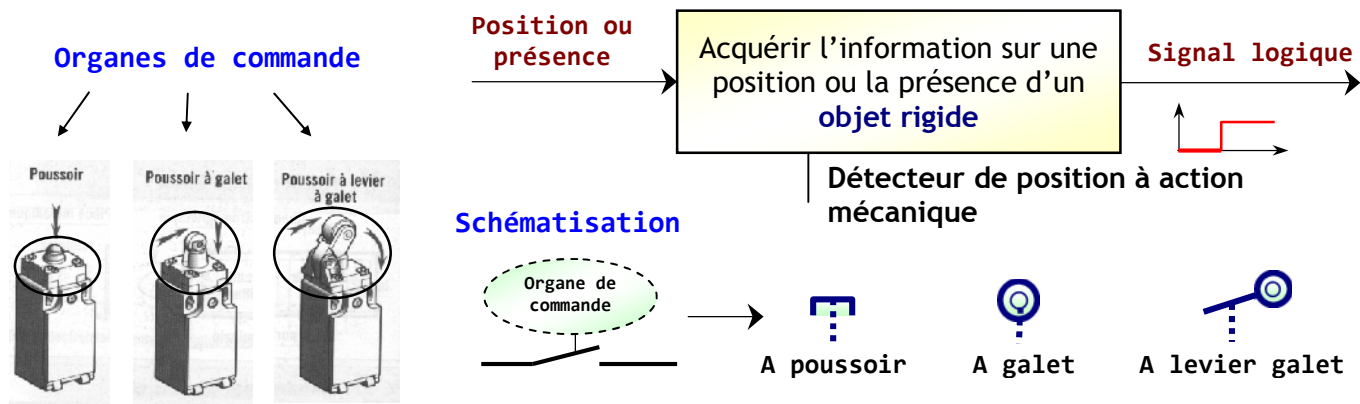 Organes de commande
Poussoir
Poussoir à galet
Poussoir à levier
à galet
Position ou
présence
Acquérir l’information sur une
position ou la présence d’un
objet rigide
Signal logique
Détecteur de position à action
mécanique
Schématisation
Organe de
commande
A poussoir
A galet
A levier galet